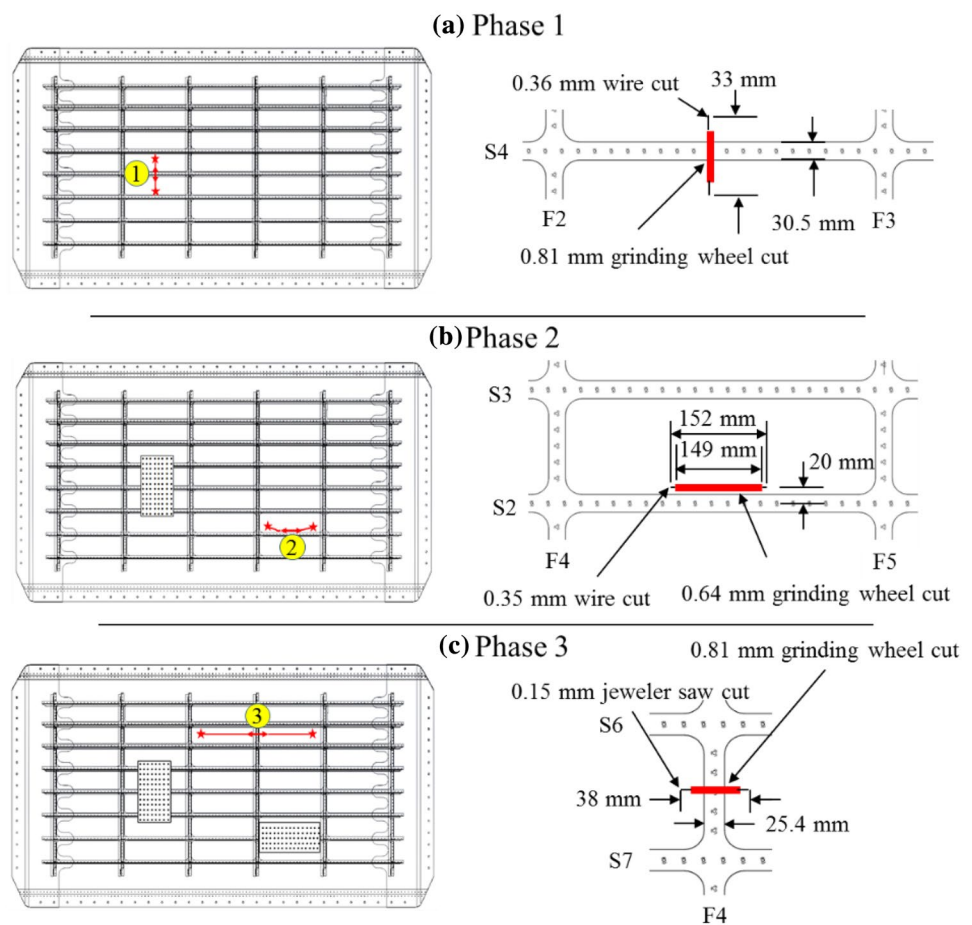 (a) Phase 1
0.36 mm wire cut
33 mm
S4
1
F2
30.5 mm
F3
0.81 mm grinding wheel cut
(b) Phase 2
S3
152 mm
149 mm
20 mm
S2
2
F4
F5
0.35 mm wire cut
0.64 mm grinding wheel cut
(c) Phase 3
0.81 mm grinding wheel cut
0.15 mm jeweler saw cut
3
S6
38 mm
25.4 mm
S7
F4